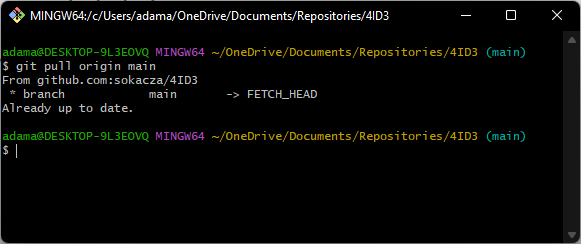 MINGW64:/c/Users/adama/OneDrive/Documents/Repositories/4ID3
adama@DESKTOP-9L3EOVQ MINGW64 ~/OneDrive/Documents/Repositories/4ID3 (main)
$ git pull origin main
From github.com:sokacza/4ID3
 * branch            main       -> FETCH_HEAD
Already up to date.
adama@DESKTOP-9L3EOVQ MINGW64 ~/OneDrive/Documents/Repositories/4ID3 (main)
$